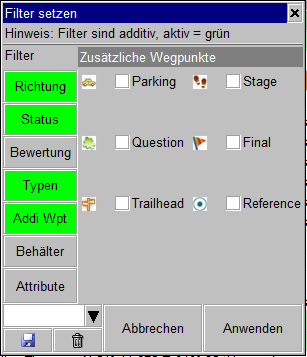 Filter setzen
Hinweis: Filter sind additiv, aktiv = grün
Filter
Zusätzliche Wegpunkte
Richtung
Status
Bewertung
Typen
Addi Wpt
Behälter
Attribute
Parking
Stage
Question
Final
Trailhead
Reference
Abbrechen
Anwenden